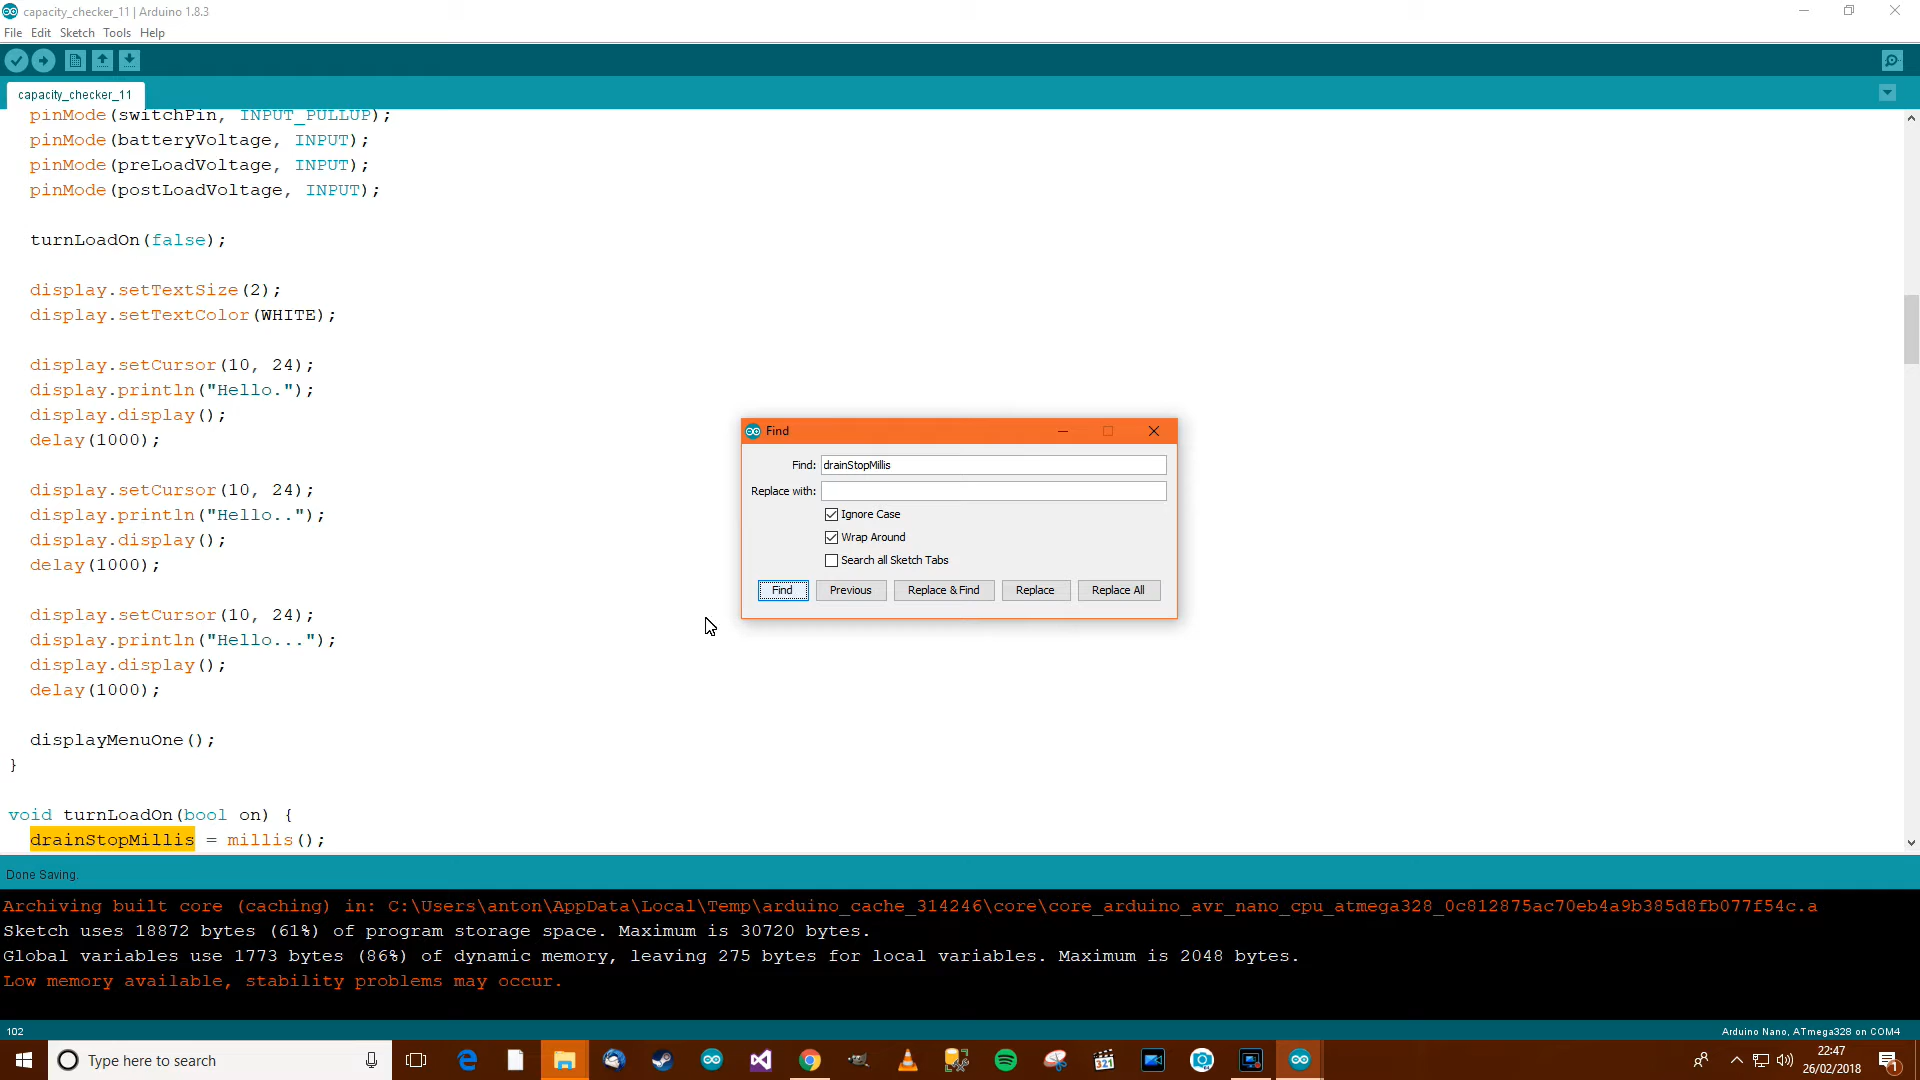 capacity_checker_11 | Arduino 1.8.3
File Edit Sketch Tools Help
capacity_checker_11
pinMode(switchPin, INPUT_PULLUP);
pinMode(batteryVoltage, INPUT);
pinMode(preLoadVoltage, INPUT);
pinMode(postLoadVoltage, INPUT);
turnLoadOn(false);
display.setTextSize(2);
display.setTextColor(WHITE);
display.setCursor(10, 24);
display.println("Hello.");
display.display();
delay(1000);
display.setCursor(10, 24);
display.println("Hello..");
display.display();
delay(1000);
display.setCursor(10, 24);
display.println("Hello...");
display.display();
delay(1000);
displayMenuOne();
}
void turnLoadOn(bool on) {
drainStopMillis = millis();
Find
Find: drainStopMillis
Replace with:
Ignore Case
Wrap Around
Search all Sketch Tabs
Find Previous Replace & Find Replace Replace All
Done Saving.
Archiving built core (caching) in: C:\Users\anton\AppData\Local\Temp\arduino_cache_314246\core\core_arduino_avr_nano_cpu_atmega328_0c812875ac70eb4a9b385d8fb077f54c.a
Sketch uses 18872 bytes (61%) of program storage space. Maximum is 30720 bytes.
Global variables use 1773 bytes (86%) of dynamic memory, leaving 275 bytes for local variables. Maximum is 2048 bytes.
Low memory available, stability problems may occur.
102
Arduino Nano, ATmega328 on COM4
Type here to search
321
22:47
26/02/2018
1